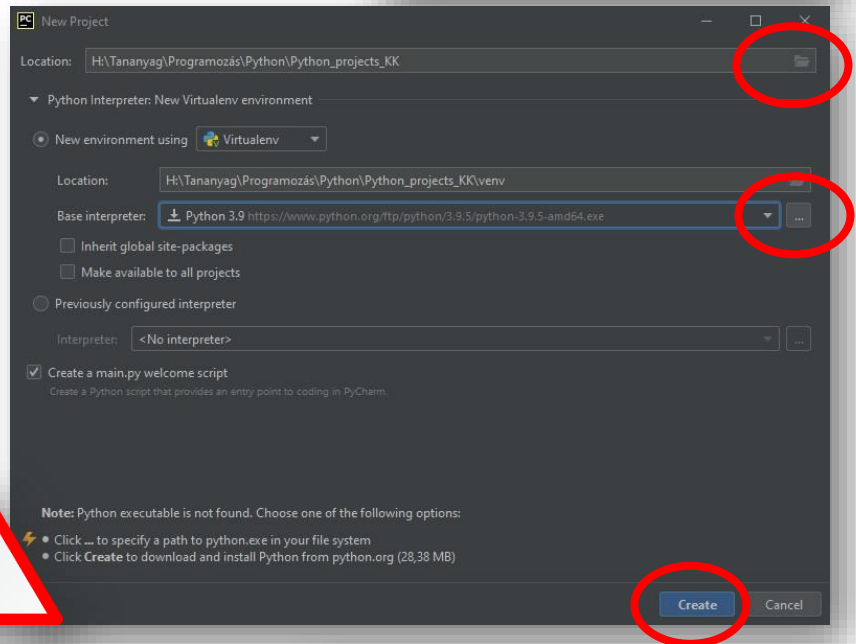 PC New Project
Location: H:\Tananyag\Programozás\Python\Python_projects_KK
Python Interpreter: New Virtualenv environment
New environment using Virtualenv
Location: H:\Tananyag\Programozás\Python\Python_projects_KK\venv
Base interpreter: Python 3.9 https://www.python.org/ftp/python/3.9.5/python-3.9.5-amd64.exe ...
Inherit global site-packages
Make available to all projects
Previously configured interpreter
Interpreter: <No interpreter> ...
Create a main.py welcome script
Create a Python script that provides an entry point to coding in PyCharm.
Note: Python executable is not found. Choose one of the following options:
• Click ... to specify a path to python.exe in your file system
• Click Create to download and install Python from python.org (28,38 MB)
Create Cancel